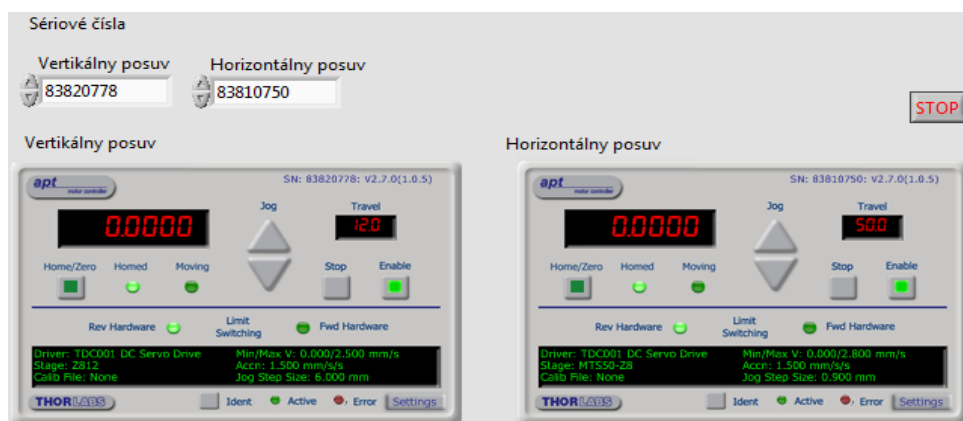 Sériové čísla
Vertikálny posuv Horizontálny posuv
83820778 83810750
STOP
Vertikálny posuv Horizontálny posuv
apt motor controller
SN: 83820778: V2.7.0(1.0.5)
Jog Travel
0.0000 12.0
Home/Zero Homed Moving Stop Enable
Rev Hardware Limit Switching Fwd Hardware
Driver: TDC001 DC Servo Drive Min/Max V: 0.000/2.500 mm/s
Stage: Z812 Accn: 1.500 mm/s/s
Calib File: None Jog Step Size: 6.000 mm
THORLABS Ident Active Error Settings
apt motor controller
SN: 83810750: V2.7.0(1.0.5)
Jog Travel
0.0000 50.0
Home/Zero Homed Moving Stop Enable
Rev Hardware Limit Switching Fwd Hardware
Driver: TDC001 DC Servo Drive Min/Max V: 0.000/2.800 mm/s
Stage: MTS50-Z8 Accn: 1.500 mm/s/s
Calib File: None Jog Step Size: 0.900 mm
THORLABS Ident Active Error Settings